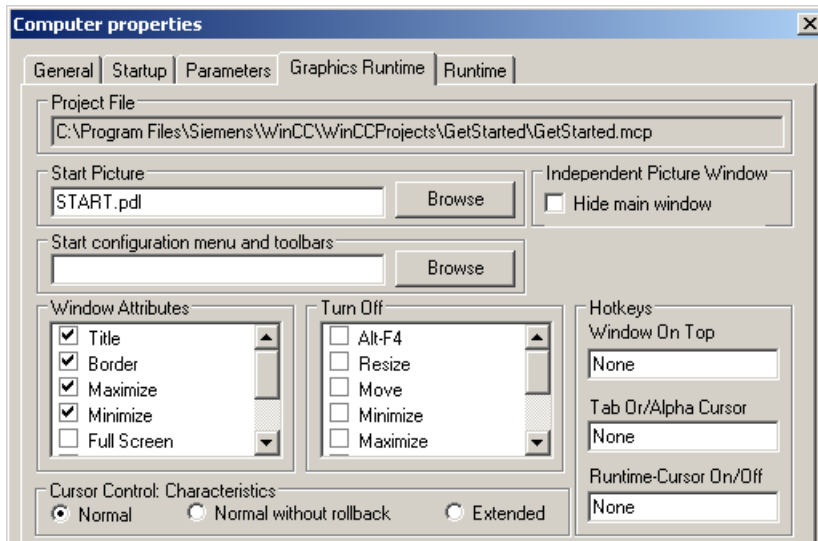 Computer properties
General Startup Parameters Graphics Runtime Runtime
Project File
C:\Program Files\Siemens\WinCC\WinCCProjects\GetStarted\GetStarted.mcp
Start Picture
START.pdl
Browse
Independent Picture Window
Hide main window
Start configuration menu and toolbars
Browse
Window Attributes
Title
Border
Maximize
Minimize
Full Screen
Turn Off
Alt-F4
Resize
Move
Minimize
Maximize
Hotkeys
Window On Top
None
Tab Or/Alpha Cursor
None
Runtime-Cursor On/Off
None
Cursor Control: Characteristics
Normal Normal without rollback Extended